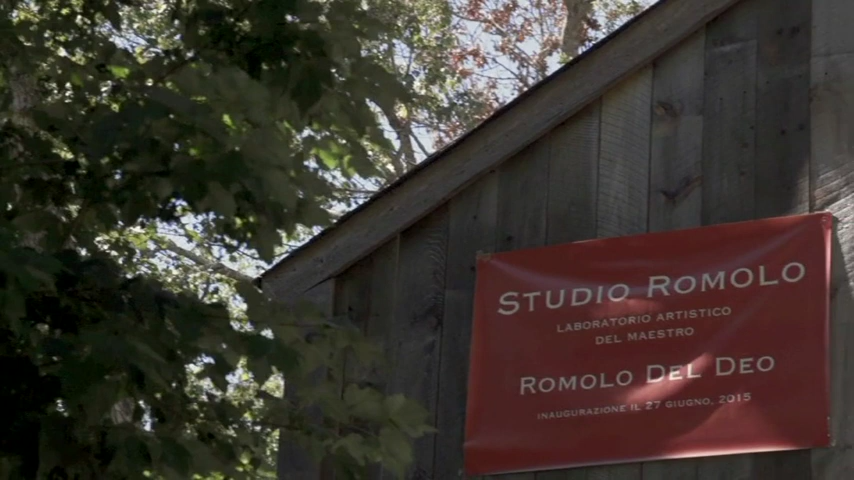 STUDIO ROMOLO
LABORATORIO ARTISTICO
DEL MAESTRO
ROMOLO DEL DEO
INAUGURAZIONE IL 27 GIUGNO, 2015